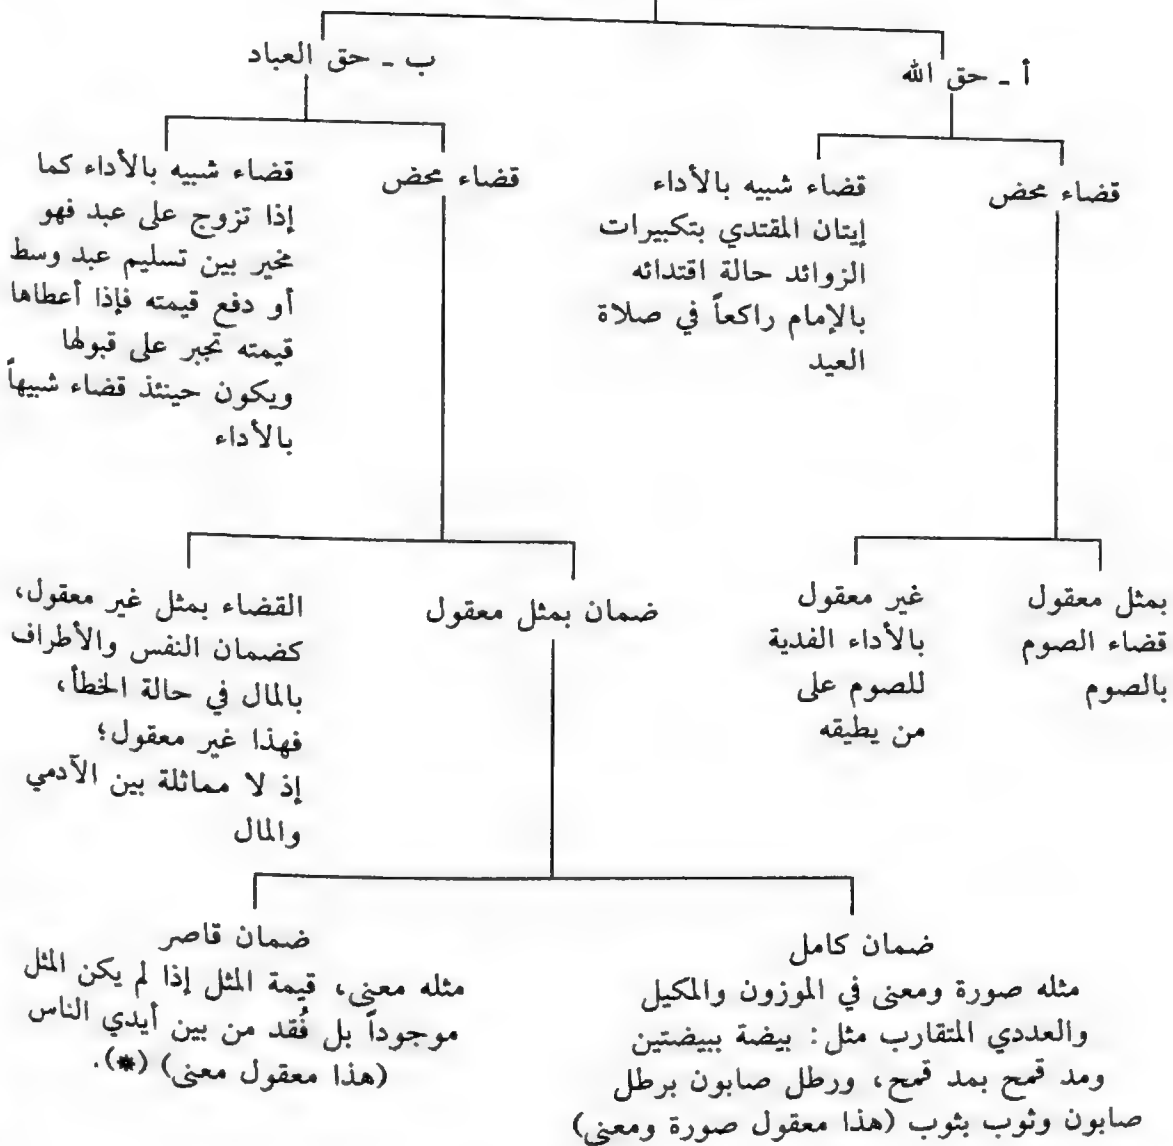 أ - حق الله
ب - حق العباد
قضاء محض
قضاء شبيه بالأداء
إيتان المقتدي بتكبيرات
الزوائد حالة اقتدائه
بالإمام راكعاً في صلاة
العيد
قضاء محض
قضاء شبيه بالأداء كما
إذا تزوج على عبد فهو
مخير بين تسليم عبد وسط
أو دفع قيمته فإذا أعطاها
قيمته تجبر على قبولها
ويكون حينئذ قضاء شبيهاً
بالأداء
بمثل معقول
قضاء الصوم
بالصوم
غير معقول
بالأداء الفدية
للصوم على
من يطيقه
ضمان بمثل معقول
القضاء بمثل غير معقول،
كضمان النفس والأطراف
بالمال في حالة الخطأ،
فهذا غير معقول؛
إذ لا مماثلة بين الآدمي
والمال
ضمان كامل
مثله صورة ومعنى في الموزون والمكيل
والعددي المتقارب مثل: بيضة ببيضتين
ومد قمح بمد قمح، ورطل صابون برطل
صابون وثوب بثوب (هذا معقول صورة ومعنى)
ضمان قاصر
مثله معنى، قيمة المثل إذا لم يكن المثل
موجوداً بل فُقد من بين أيدي الناس
(هذا معقول معنى) (*).